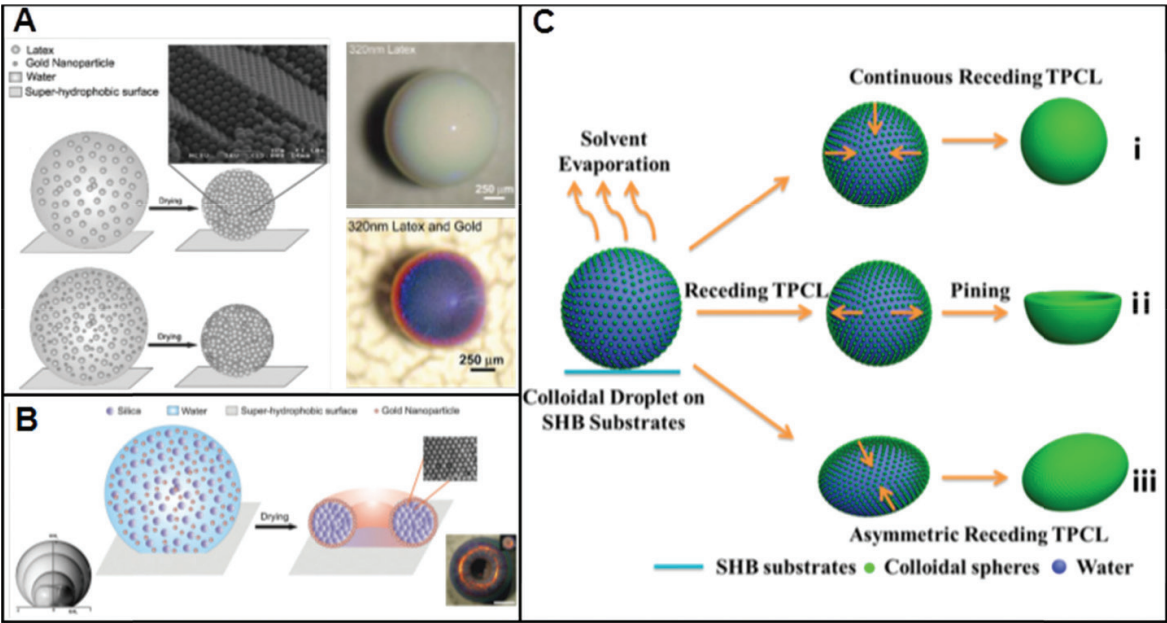 A
Latex
Gold Nanoparticle
Water
Super-hydrophobic surface
Drying
Drying
320nm Latex
250 µm
320nm Latex and Gold
250 µm
B
Silica
Water
Super-hydrophobic surface
Gold Nanoparticle
Drying
C
Solvent
Evaporation
Colloidal Droplet on
SHB Substrates
Continuous Receding TPCL
i
Receding TPCL
Pining
ii
iii
Asymmetric Receding TPCL
SHB substrates
Colloidal spheres
Water